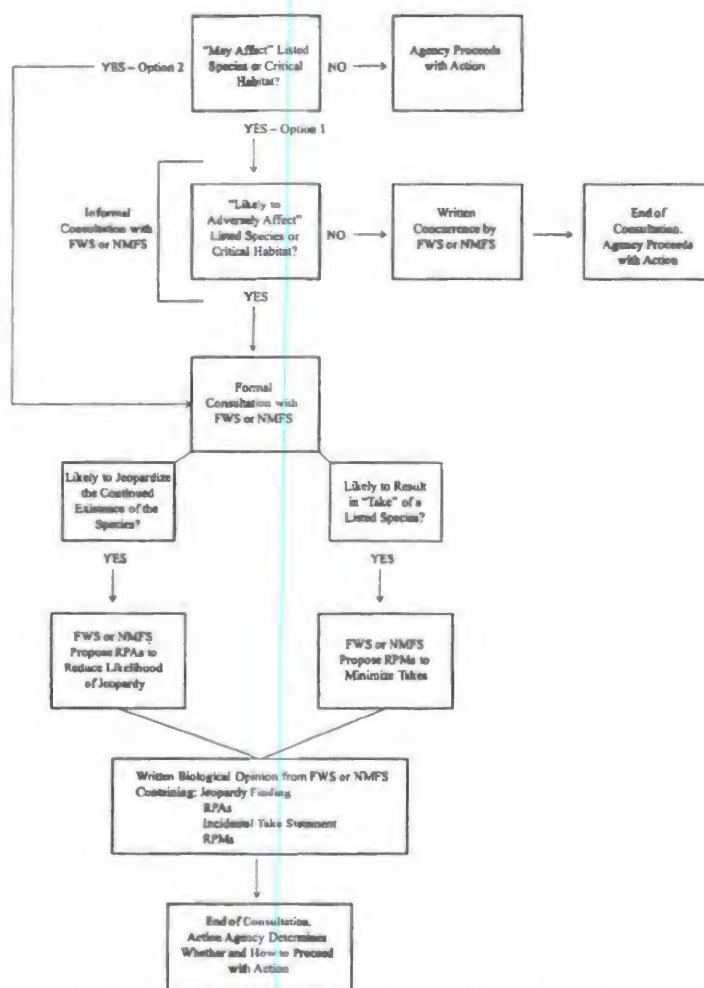 "May Affect" Listed
Species or Critical
Habitat?
YES – Option 2
NO
Agency Proceeds
with Action
YES – Option 1
Informal
Consultation with
FWS or NMFS
"Likely to
Adversely Affect"
Listed Species or
Critical Habitat?
NO
Written
Concurrence by
FWS or NMFS
End of
Consultation.
Agency Proceeds
with Action
YES
Formal
Consultation with
FWS or NMFS
Likely to Jeopardize
the Continued
Existence of the
Species?
Likely to Result
in "Take" of a
Listed Species?
YES
YES
FWS or NMFS
Propose RPAs to
Reduce Likelihood
of Jeopardy
FWS or NMFS
Propose RPMs to
Minimize Takes
Written Biological Opinion from FWS or NMFS
Containing: Jeopardy Finding
RPAs
Incidental Take Statement
RPMs
End of Consultation.
Action Agency Determines
Whether and How to Proceed
with Action